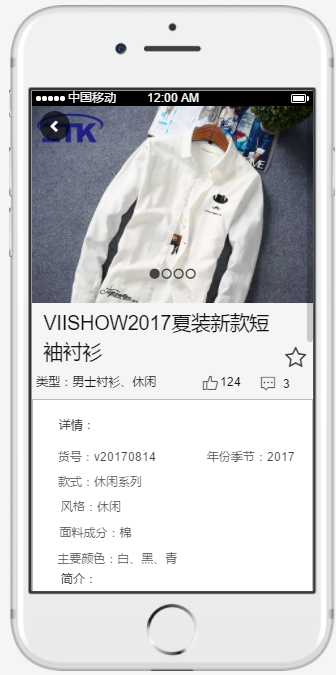 中国移动 12:00 AM
VIISHOW2017夏装新款短
袖衬衫
类型：男士衬衫、休闲 124 3
详情：
货号：v20170814 年份季节：2017
款式：休闲系列
风格：休闲
面料成分：棉
主要颜色：白、黑、青
简介：